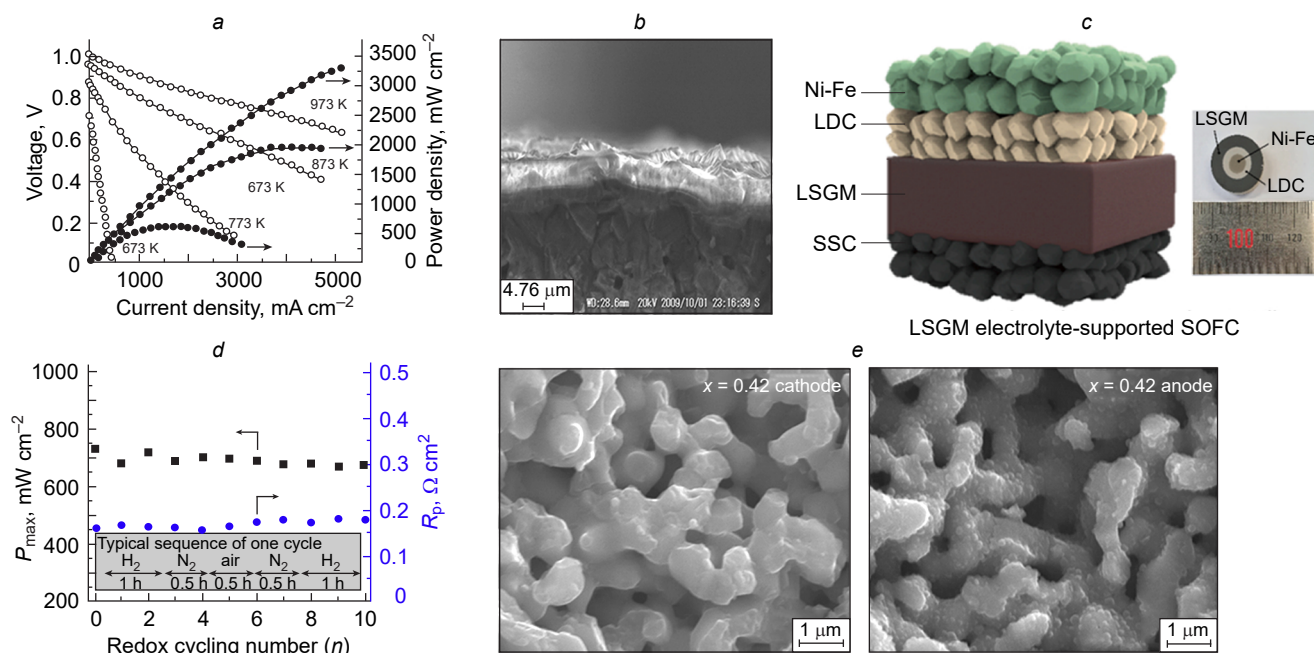 a
1.0
0.8
0.6
0.4
0.2
0
Voltage, V
3500
3000
2500
2000
1500
1000
500
0
Power density, mW cm⁻²
973 K
873 K
673 K
773 K
673 K
1000
3000
5000
Current density, mA cm⁻²
b
4.76 μm
WD:28.6mm 20kV 2009/10/01 23:16:39 S
c
Ni-Fe
LDC
LSGM
SSC
LSGM
Ni-Fe
LDC
100
120
LSGM electrolyte-supported SOFC
d
1000
800
600
400
200
Pmax, mW cm⁻²
0.5
0.4
0.3
0.2
0.1
0
Rp, Ω cm²
Typical sequence of one cycle
H₂ N₂ air N₂ H₂
1 h 0.5 h 0.5 h 0.5 h 1 h
0 2 4 6 8 10
Redox cycling number (n)
e
x = 0.42 cathode
1 μm
x = 0.42 anode
1 μm